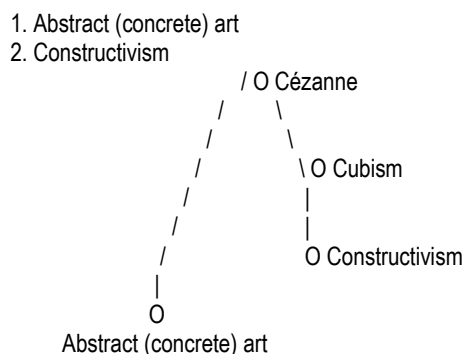 1. Abstract (concrete) art
2. Constructivism
O Cézanne
O Cubism
O Constructivism
O
Abstract (concrete) art